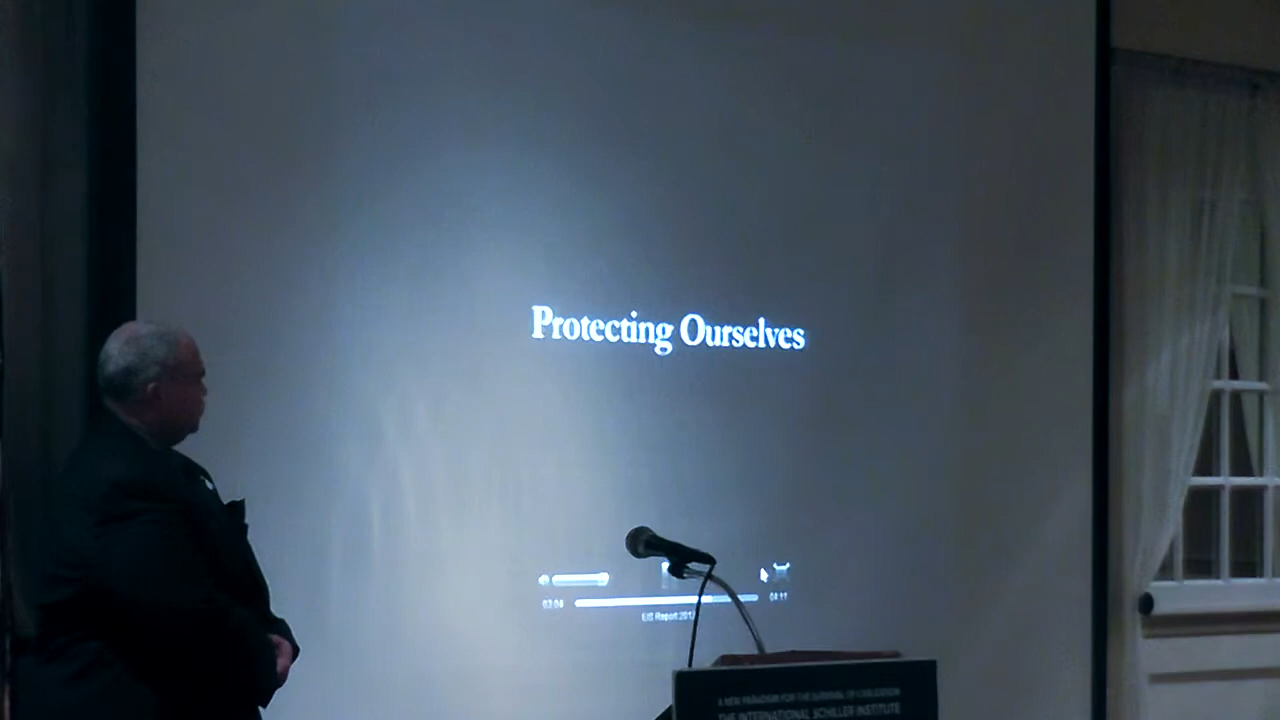 Protecting Ourselves
03:04
04:11
EIS Report 2012
A NEW PARADIGM FOR THE SURVIVAL OF CIVILIZATION
THE INTERNATIONAL SCHILLER INSTITUTE